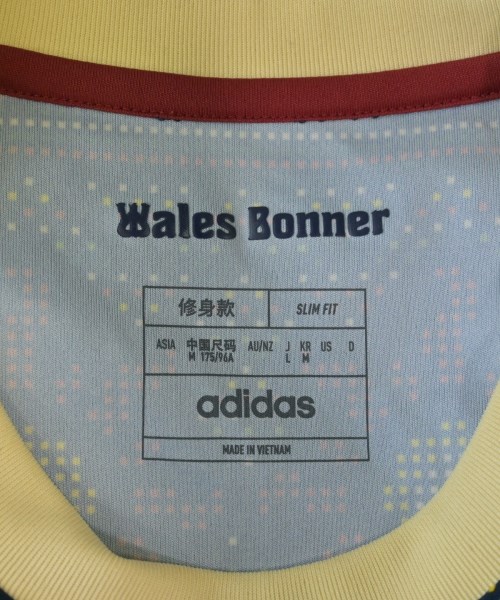 Wales Bonner
修身款 SLIM FIT
ASIA 中国尺码 AU/NZ J KR US D
M 175/96A L M
adidas
MADE IN VIETNAM